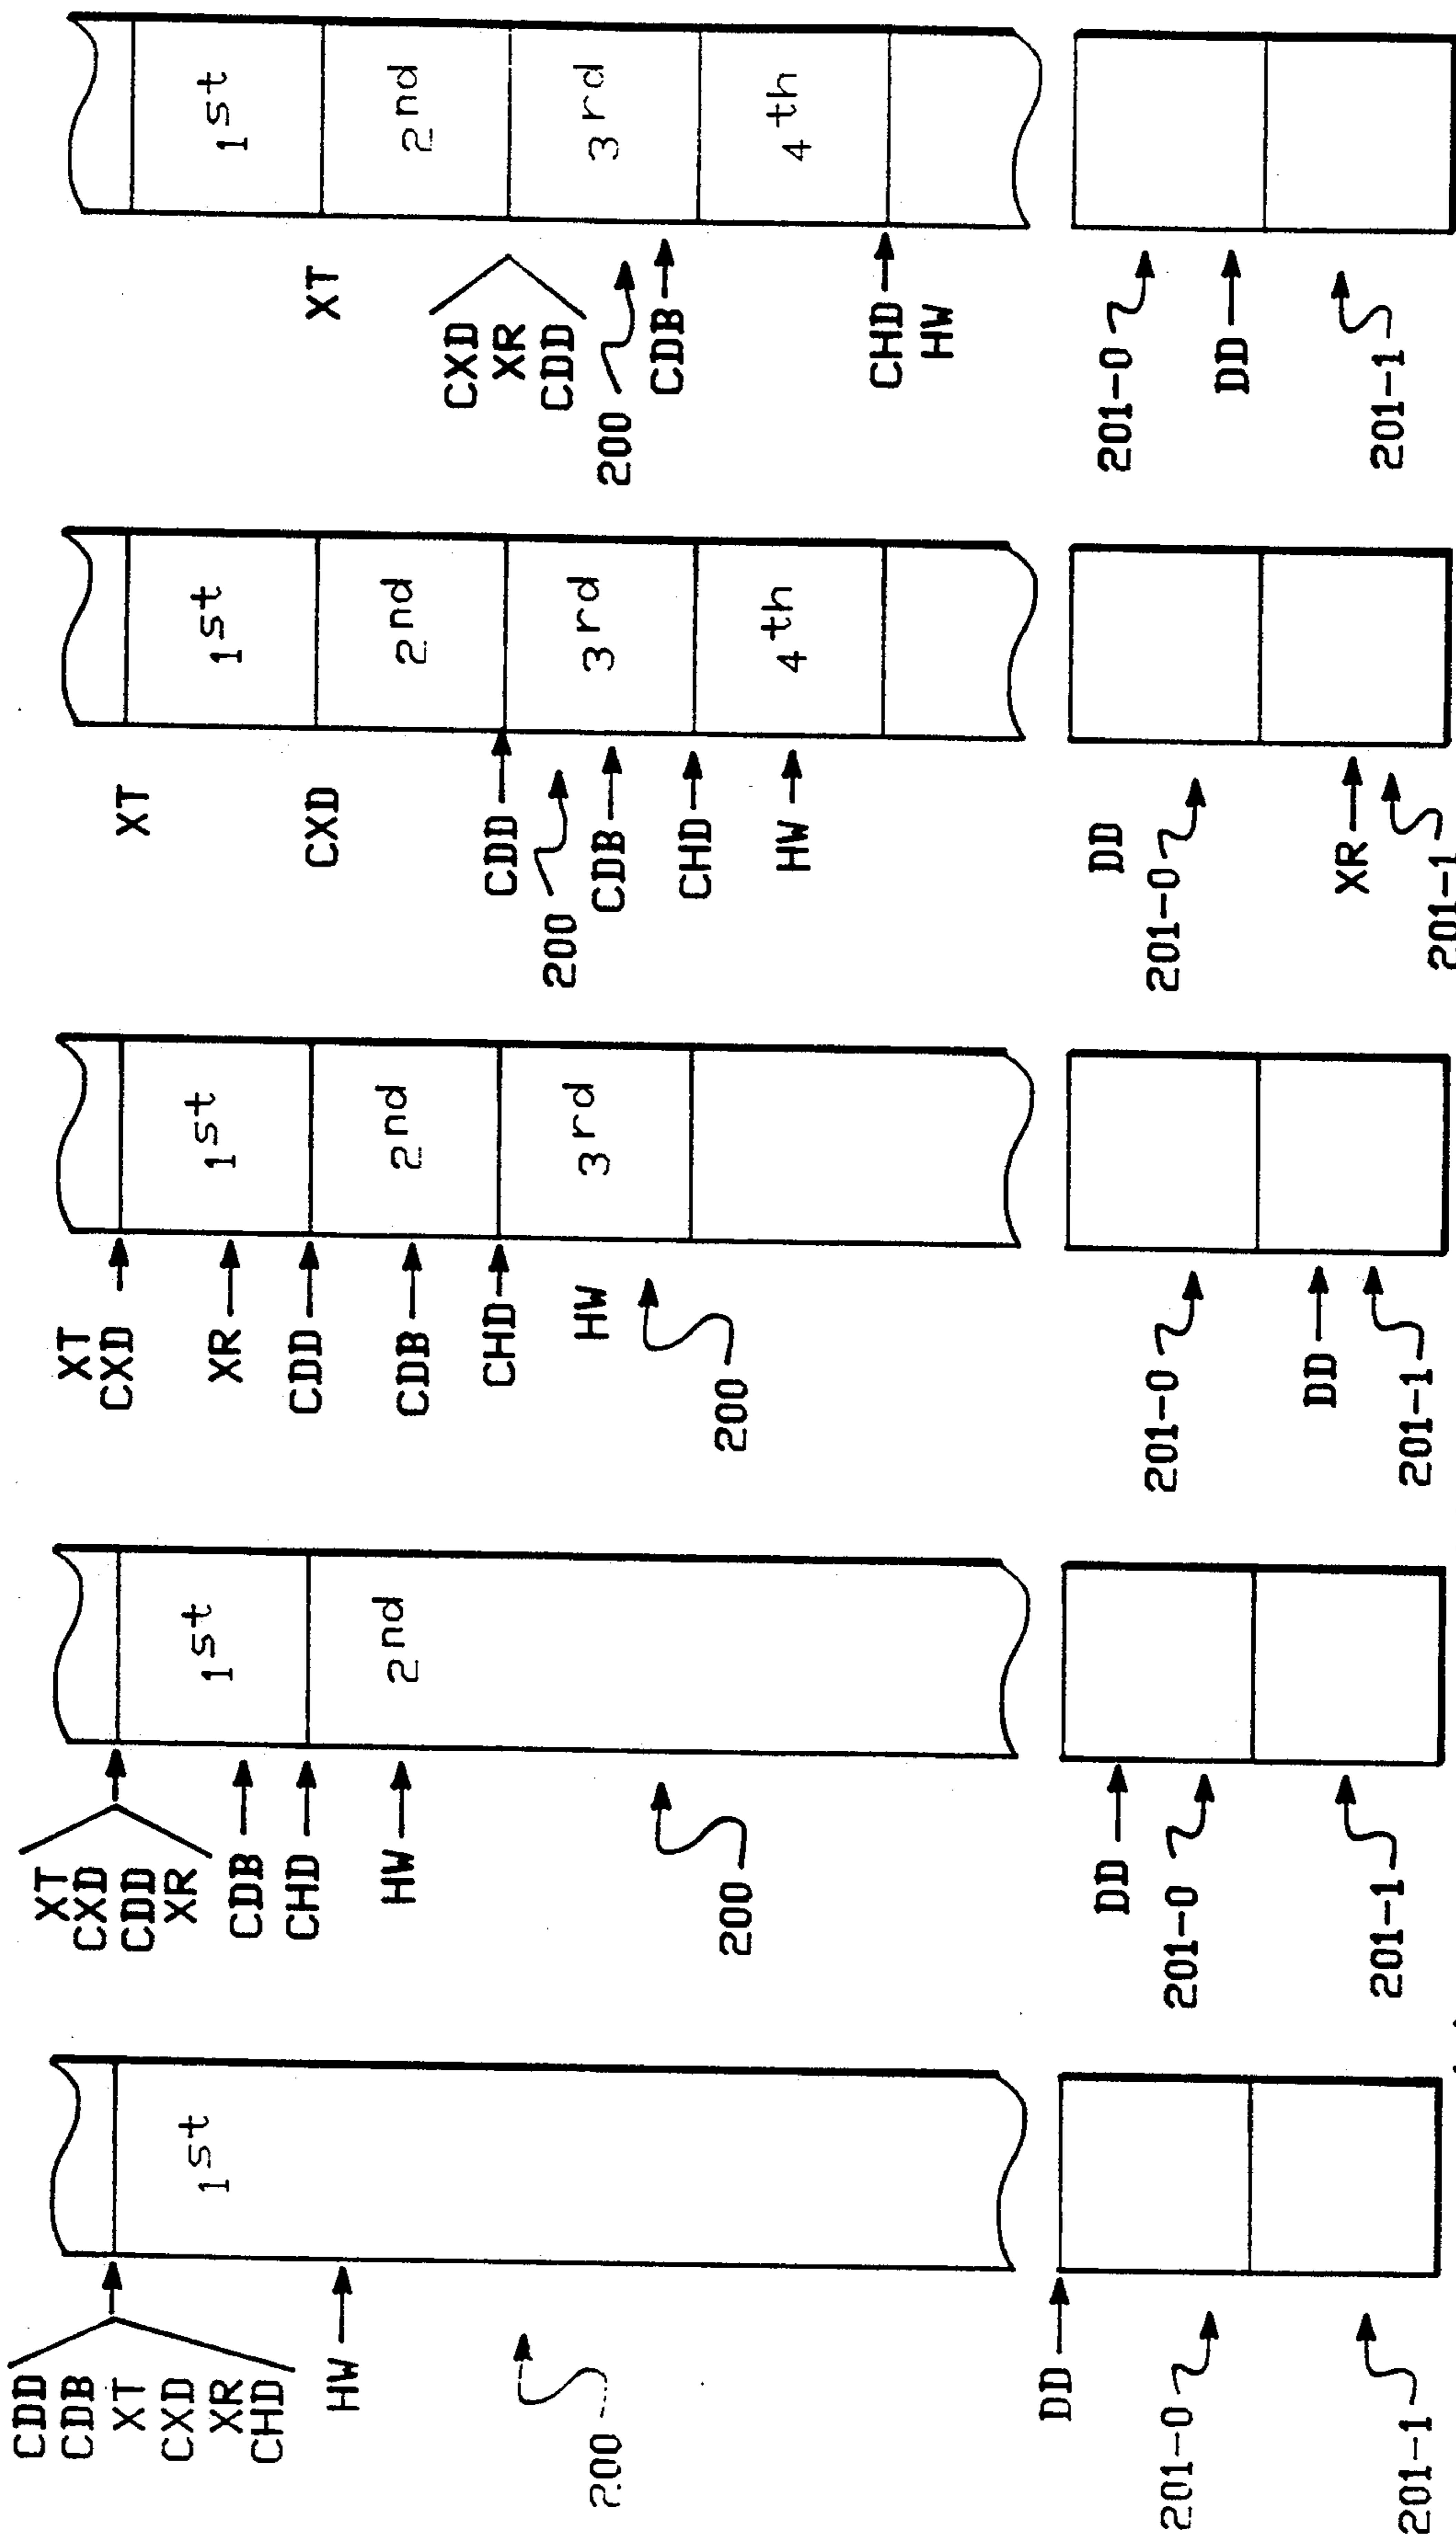 CDD
CDB
XT
CXD
XR
CHD
HW
200
1st
DD
201-0
201-1
XT
CXD
CDD
XR
CDB
CHD
HW
200
1st
2nd
DD
201-0
201-1
XT
CXD
XR
CDD
CDB
CHD
HW
200
1st
2nd
3rd
201-0
DD
201-1
XT
CXD
CDD
200
CDB
CHD
HW
1st
2nd
3rd
4th
DD
201-0
XR
201-1
XT
CXD
XR
CDD
200
CDB
CHD
HW
1st
2nd
3rd
4th
201-0
DD
201-1